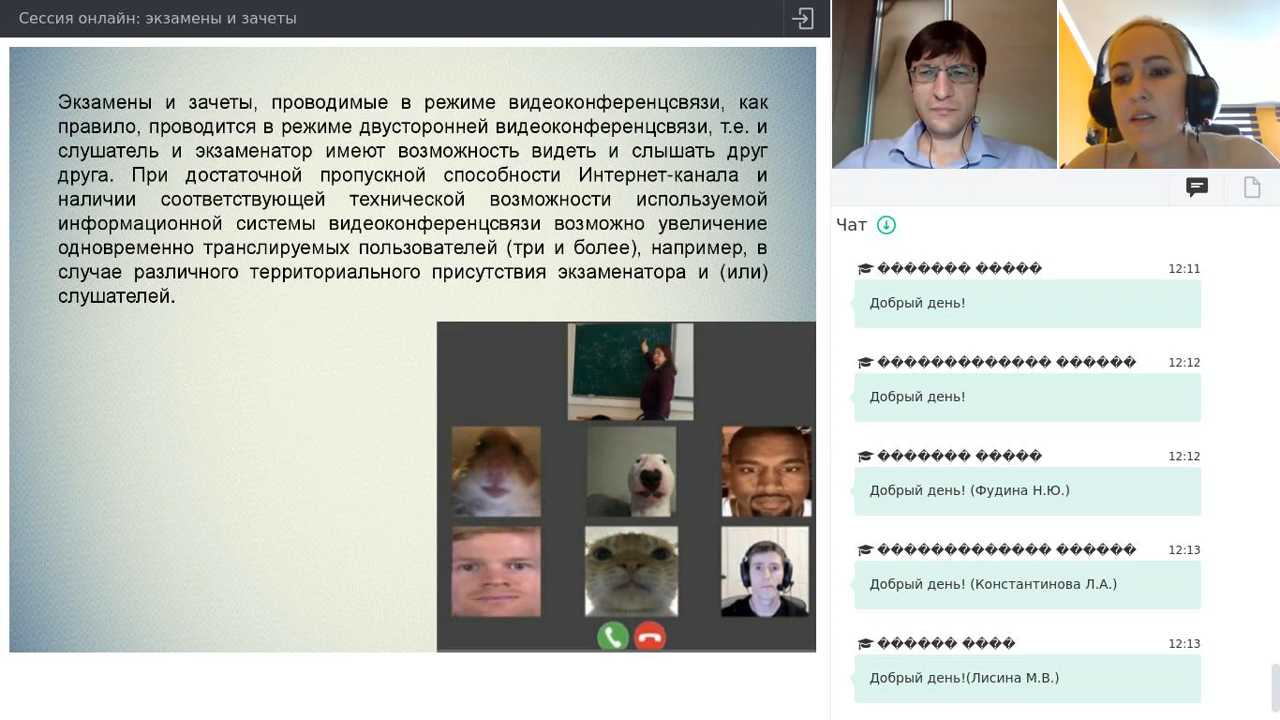 Сессия онлайн: экзамены и зачеты
Экзамены и зачеты, проводимые в режиме видеоконференцсвязи, как
правило, проводится в режиме двусторонней видеоконференцсвязи, т.е. и
слушатель и экзаменатор имеют возможность видеть и слышать друг
друга. При достаточной пропускной способности Интернет-канала и
наличии соответствующей технической возможности используемой
информационной системы видеоконференцсвязи возможно увеличение
одновременно транслируемых пользователей (три и более), например, в
случае различного территориального присутствия экзаменатора и (или)
слушателей.
Чат
������� ����� 12:11
Добрый день!
�������������� ������ 12:12
Добрый день!
������� ����� 12:12
Добрый день! (Фудина Н.Ю.)
�������������� ������ 12:13
Добрый день! (Константинова Л.А.)
������ ���� 12:13
Добрый день!(Лисина М.В.)